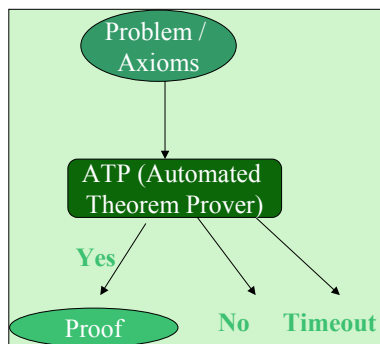 Problem /
Axioms
ATP (Automated
Theorem Prover)
Yes
Proof
No
Timeout